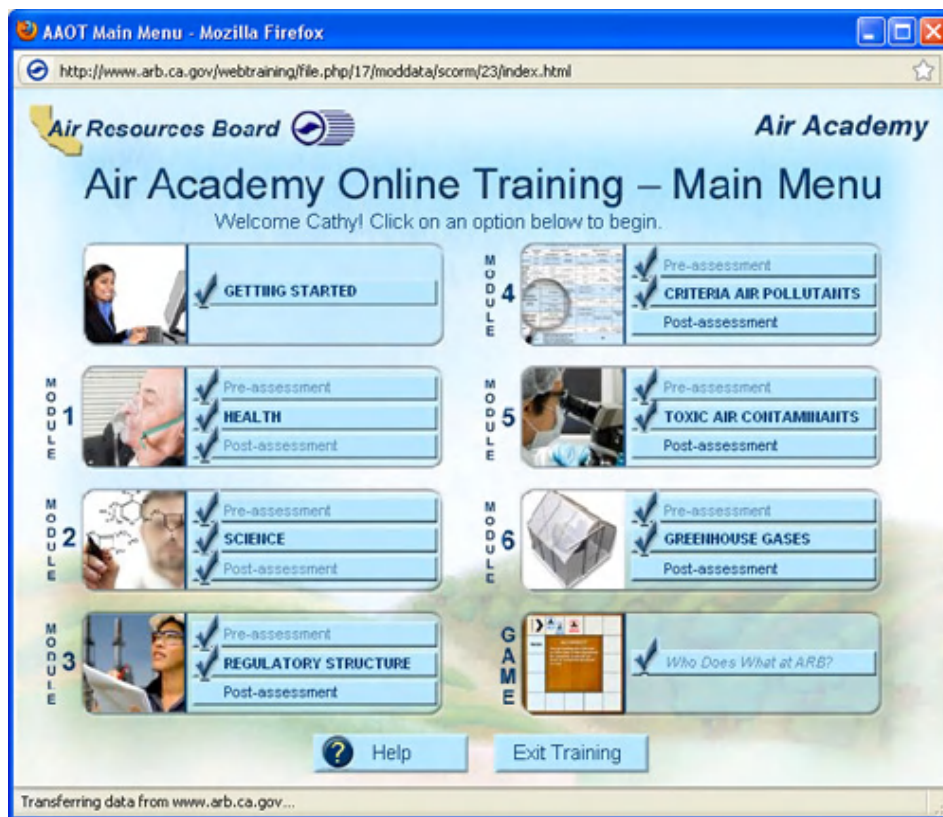 AAOT Main Menu - Mozilla Firefox
http://www.arb.ca.gov/webtraining/file.php/17/moddata/scorm/23/index.html
Air Resources Board
Air Academy
Air Academy Online Training – Main Menu
Welcome Cathy! Click on an option below to begin.
GETTING STARTED
MODULE 1
Pre-assessment
HEALTH
Post-assessment
MODULE 2
Pre-assessment
SCIENCE
Post-assessment
MODULE 3
Pre-assessment
REGULATORY STRUCTURE
Post-assessment
MODULE 4
Pre-assessment
CRITERIA AIR POLLUTANTS
Post-assessment
MODULE 5
Pre-assessment
TOXIC AIR CONTAMINANTS
Post-assessment
MODULE 6
Pre-assessment
GREENHOUSE GASES
Post-assessment
GAME
Who Does What at ARB?
? Help
Exit Training
Transferring data from www.arb.ca.gov...